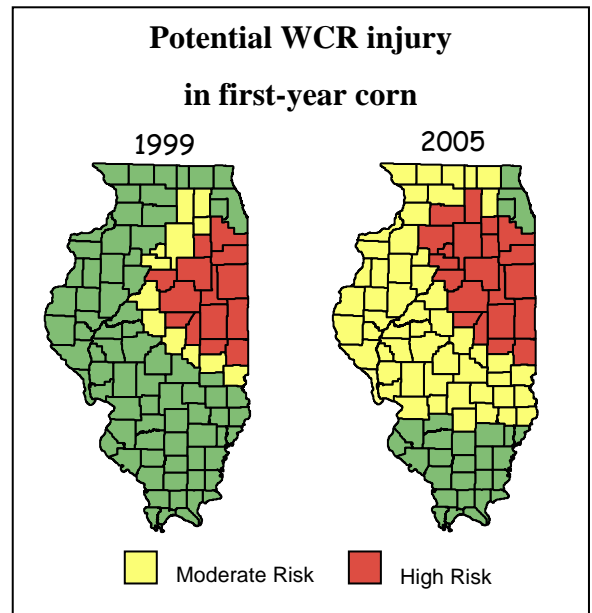 Potential WCR injury
in first-year corn
1999
2005
Moderate Risk
High Risk